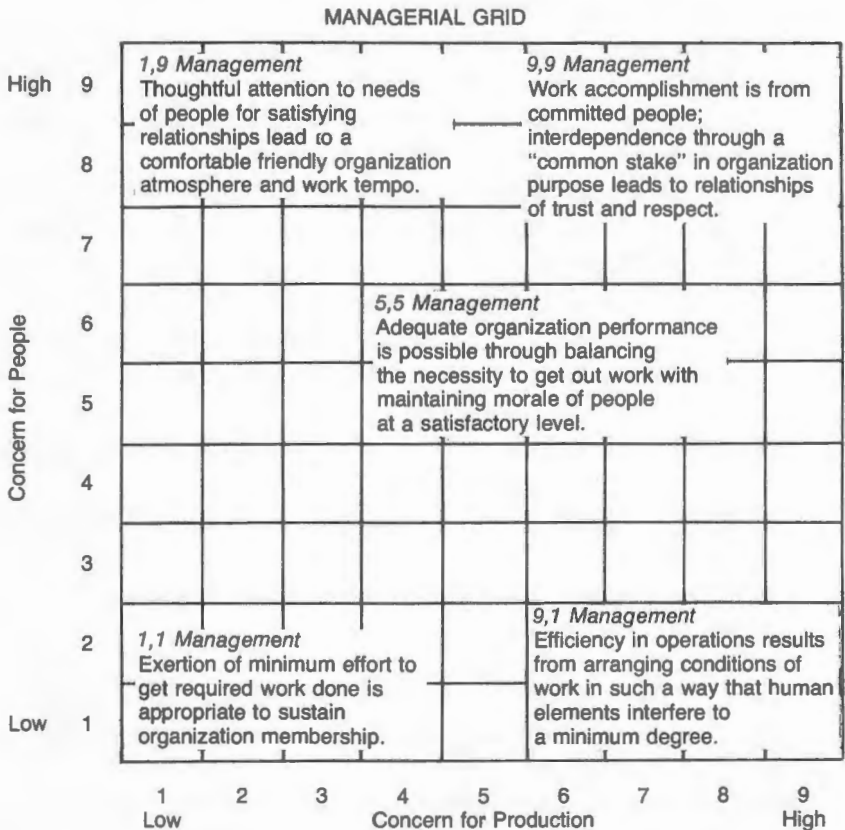 MANAGERIAL GRID
High
Low
Concern for People
9
8
7
6
5
4
3
2
1
1,9 Management
Thoughtful attention to needs
of people for satisfying
relationships lead to a
comfortable friendly organization
atmosphere and work tempo.
9,9 Management
Work accomplishment is from
committed people;
interdependence through a
“common stake” in organization
purpose leads to relationships
of trust and respect.
5,5 Management
Adequate organization performance
is possible through balancing
the necessity to get out work with
maintaining morale of people
at a satisfactory level.
1,1 Management
Exertion of minimum effort to
get required work done is
appropriate to sustain
organization membership.
9,1 Management
Efficiency in operations results
from arranging conditions of
work in such a way that human
elements interfere to
a minimum degree.
1 2 3 4 5 6 7 8 9
Low Concern for Production High